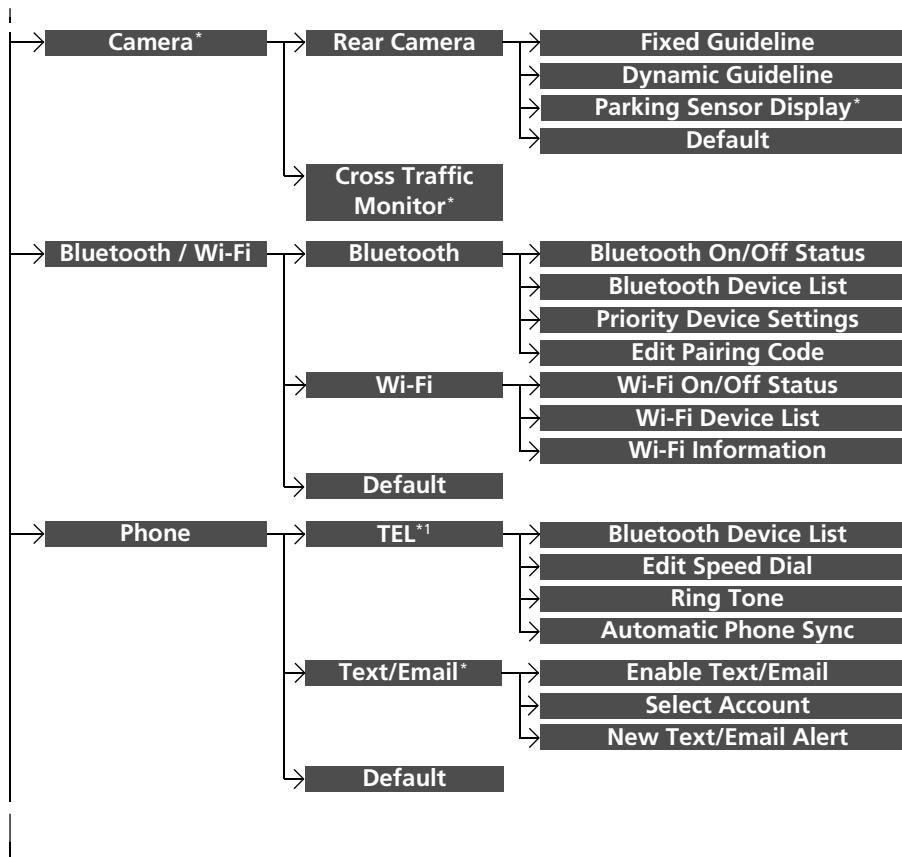 Camera*
Rear Camera
Fixed Guideline
Dynamic Guideline
Parking Sensor Display*
Default
Cross Traffic
Monitor*
Bluetooth / Wi-Fi
Bluetooth
Bluetooth On/Off Status
Bluetooth Device List
Priority Device Settings
Edit Pairing Code
Wi-Fi
Wi-Fi On/Off Status
Wi-Fi Device List
Wi-Fi Information
Default
Phone
TEL*1
Bluetooth Device List
Edit Speed Dial
Ring Tone
Automatic Phone Sync
Text/Email*
Enable Text/Email
Select Account
New Text/Email Alert
Default